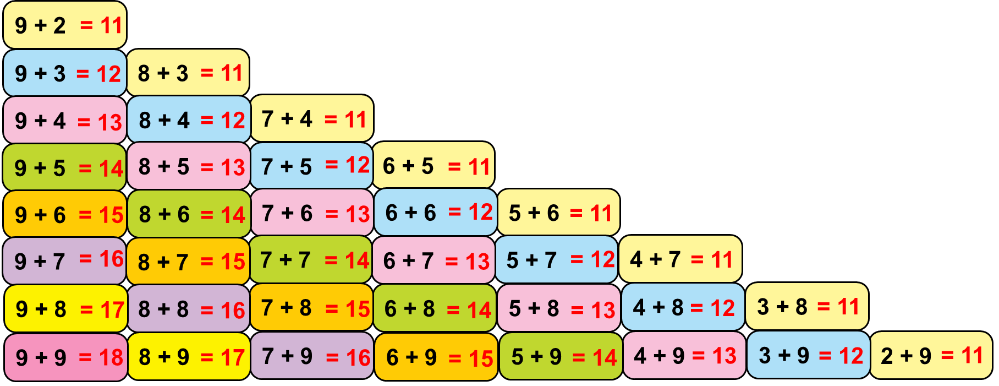 9 + 2 = 11
9 + 3 = 12 8 + 3 = 11
9 + 4 = 13 8 + 4 = 12 7 + 4 = 11
9 + 5 = 14 8 + 5 = 13 7 + 5 = 12 6 + 5 = 11
9 + 6 = 15 8 + 6 = 14 7 + 6 = 13 6 + 6 = 12 5 + 6 = 11
9 + 7 = 16 8 + 7 = 15 7 + 7 = 14 6 + 7 = 13 5 + 7 = 12 4 + 7 = 11
9 + 8 = 17 8 + 8 = 16 7 + 8 = 15 6 + 8 = 14 5 + 8 = 13 4 + 8 = 12 3 + 8 = 11
9 + 9 = 18 8 + 9 = 17 7 + 9 = 16 6 + 9 = 15 5 + 9 = 14 4 + 9 = 13 3 + 9 = 12 2 + 9 = 11